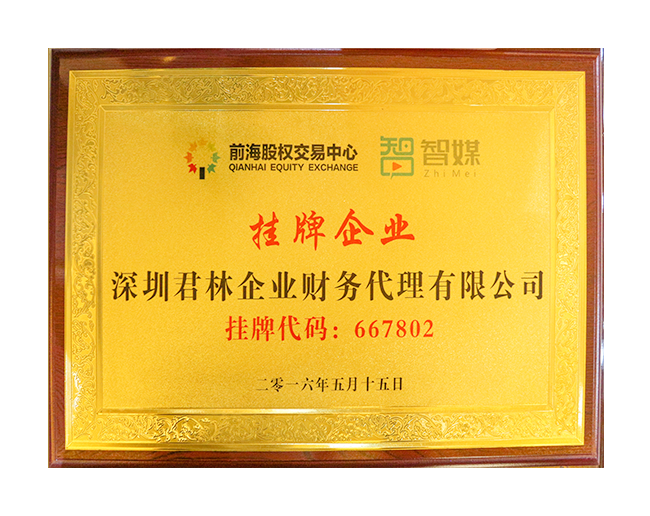 前海股权交易中心 智媒
QIANHAI EQUITY EXCHANGE ZhiMei
挂牌企业
深圳君林企业财务代理有限公司
挂牌代码：667802
二零一六年五月十五日